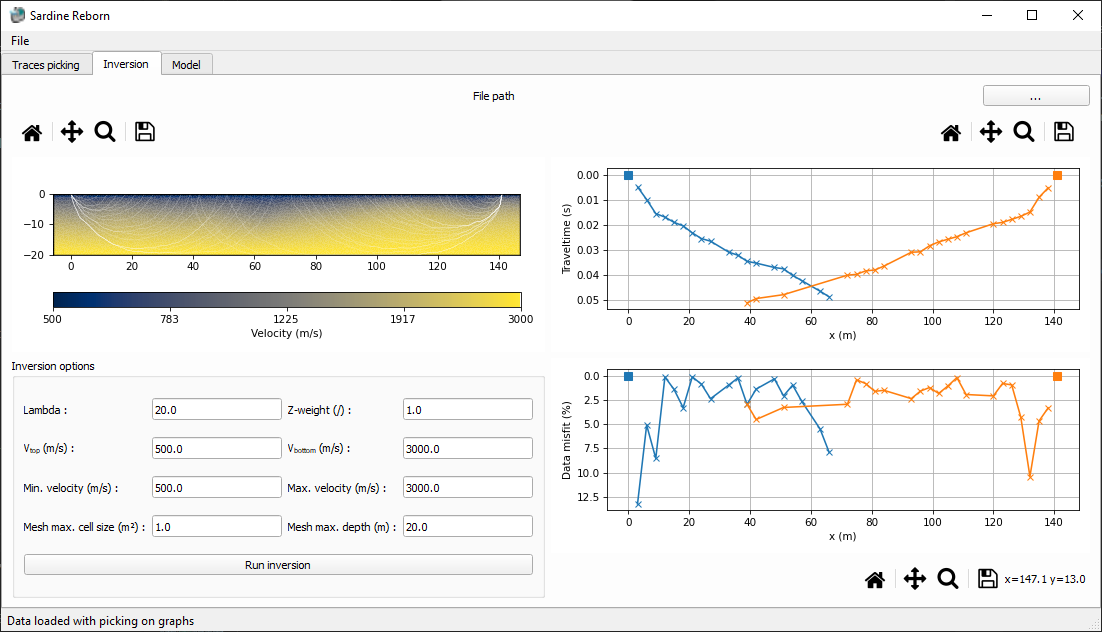 Sardine Reborn
File
Traces picking
Inversion
Model
File path
...
0
−10
−20
0 20 40 60 80 100 120 140
500 783 1225 1917 3000
Velocity (m/s)
0.00
0.01
0.02
0.03
0.04
0.05
Traveltime (s)
0 20 40 60 80 100 120 140
x (m)
0.0
2.5
5.0
7.5
10.0
12.5
Data misfit (%)
0 20 40 60 80 100 120 140
x (m)
x=147.1 y=13.0
Inversion options
Lambda : 20.0 Z-weight (/) : 1.0
Vtop (m/s) : 500.0 Vbottom (m/s) : 3000.0
Min. velocity (m/s) : 500.0 Max. velocity (m/s) : 3000.0
Mesh max. cell size (m²) : 1.0 Mesh max. depth (m) : 20.0
Run inversion
Data loaded with picking on graphs